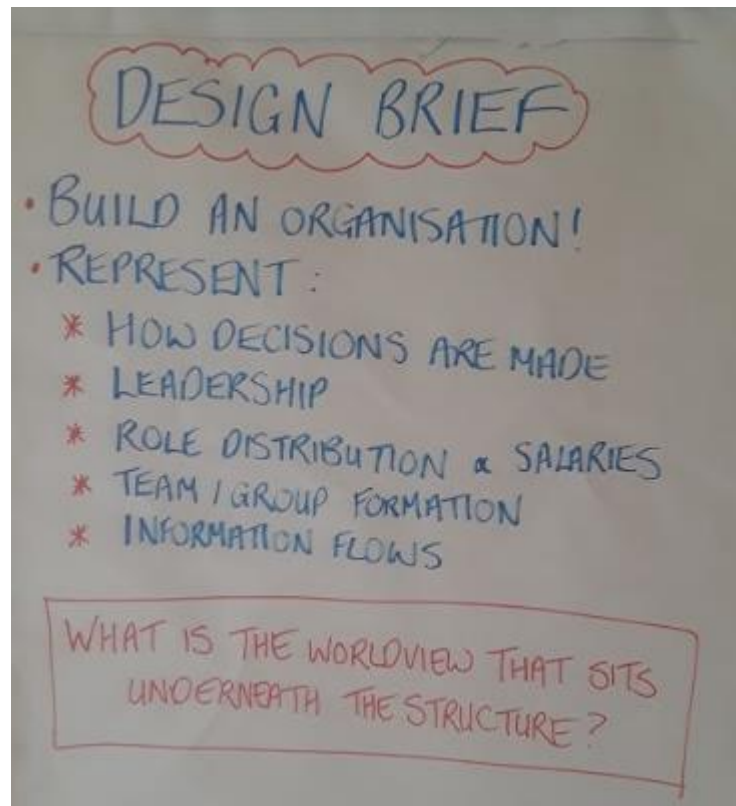 DESIGN BRIEF
• BUILD AN ORGANISATION!
• REPRESENT:
* HOW DECISIONS ARE MADE
* LEADERSHIP
* ROLE DISTRIBUTION & SALARIES
* TEAM / GROUP FORMATION
* INFORMATION FLOWS
WHAT IS THE WORLDVIEW THAT SITS
UNDERNEATH THE STRUCTURE?